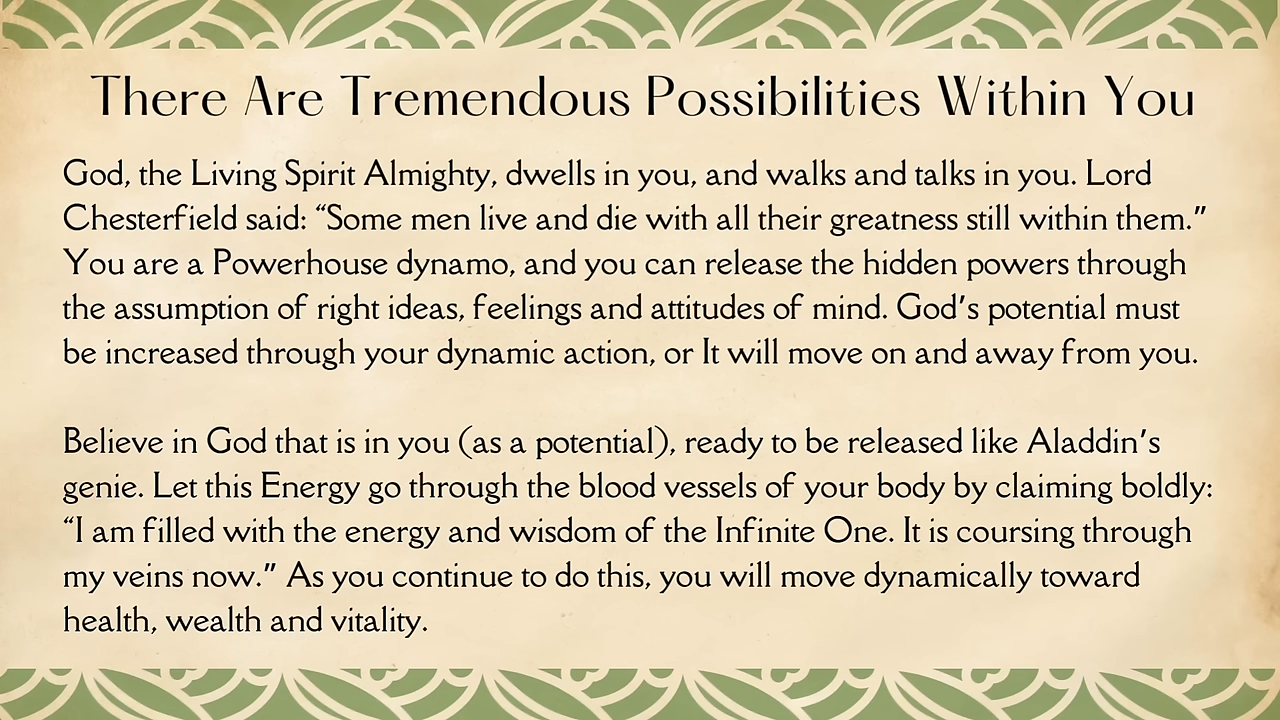 There Are Tremendous Possibilities Within You
God, the Living Spirit Almighty, dwells in you, and walks and talks in you. Lord
Chesterfield said: “Some men live and die with all their greatness still within them."
You are a Powerhouse dynamo, and you can release the hidden powers through
the assumption of right ideas, feelings and attitudes of mind. God's potential must
be increased through your dynamic action, or It will move on and away from you.
Believe in God that is in you (as a potential), ready to be released like Aladdin's
genie. Let this Energy go through the blood vessels of your body by claiming boldly:
“I am filled with the energy and wisdom of the Infinite One. It is coursing through
my veins now." As you continue to do this, you will move dynamically toward
health, wealth and vitality.